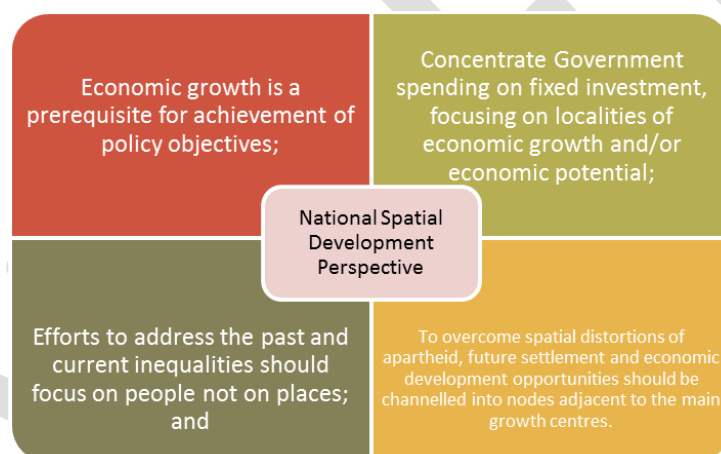 Economic growth is a
prerequisite for achievement of
policy objectives;
Concentrate Government
spending on fixed investment,
focusing on localities of
economic growth and/or
economic potential;
National Spatial
Development
Perspective
Efforts to address the past and
current inequalities should
focus on people not on places;
and
To overcome spatial distortions of
apartheid, future settlement and economic
development opportunities should be
channelled into nodes adjacent to the main
growth centres.